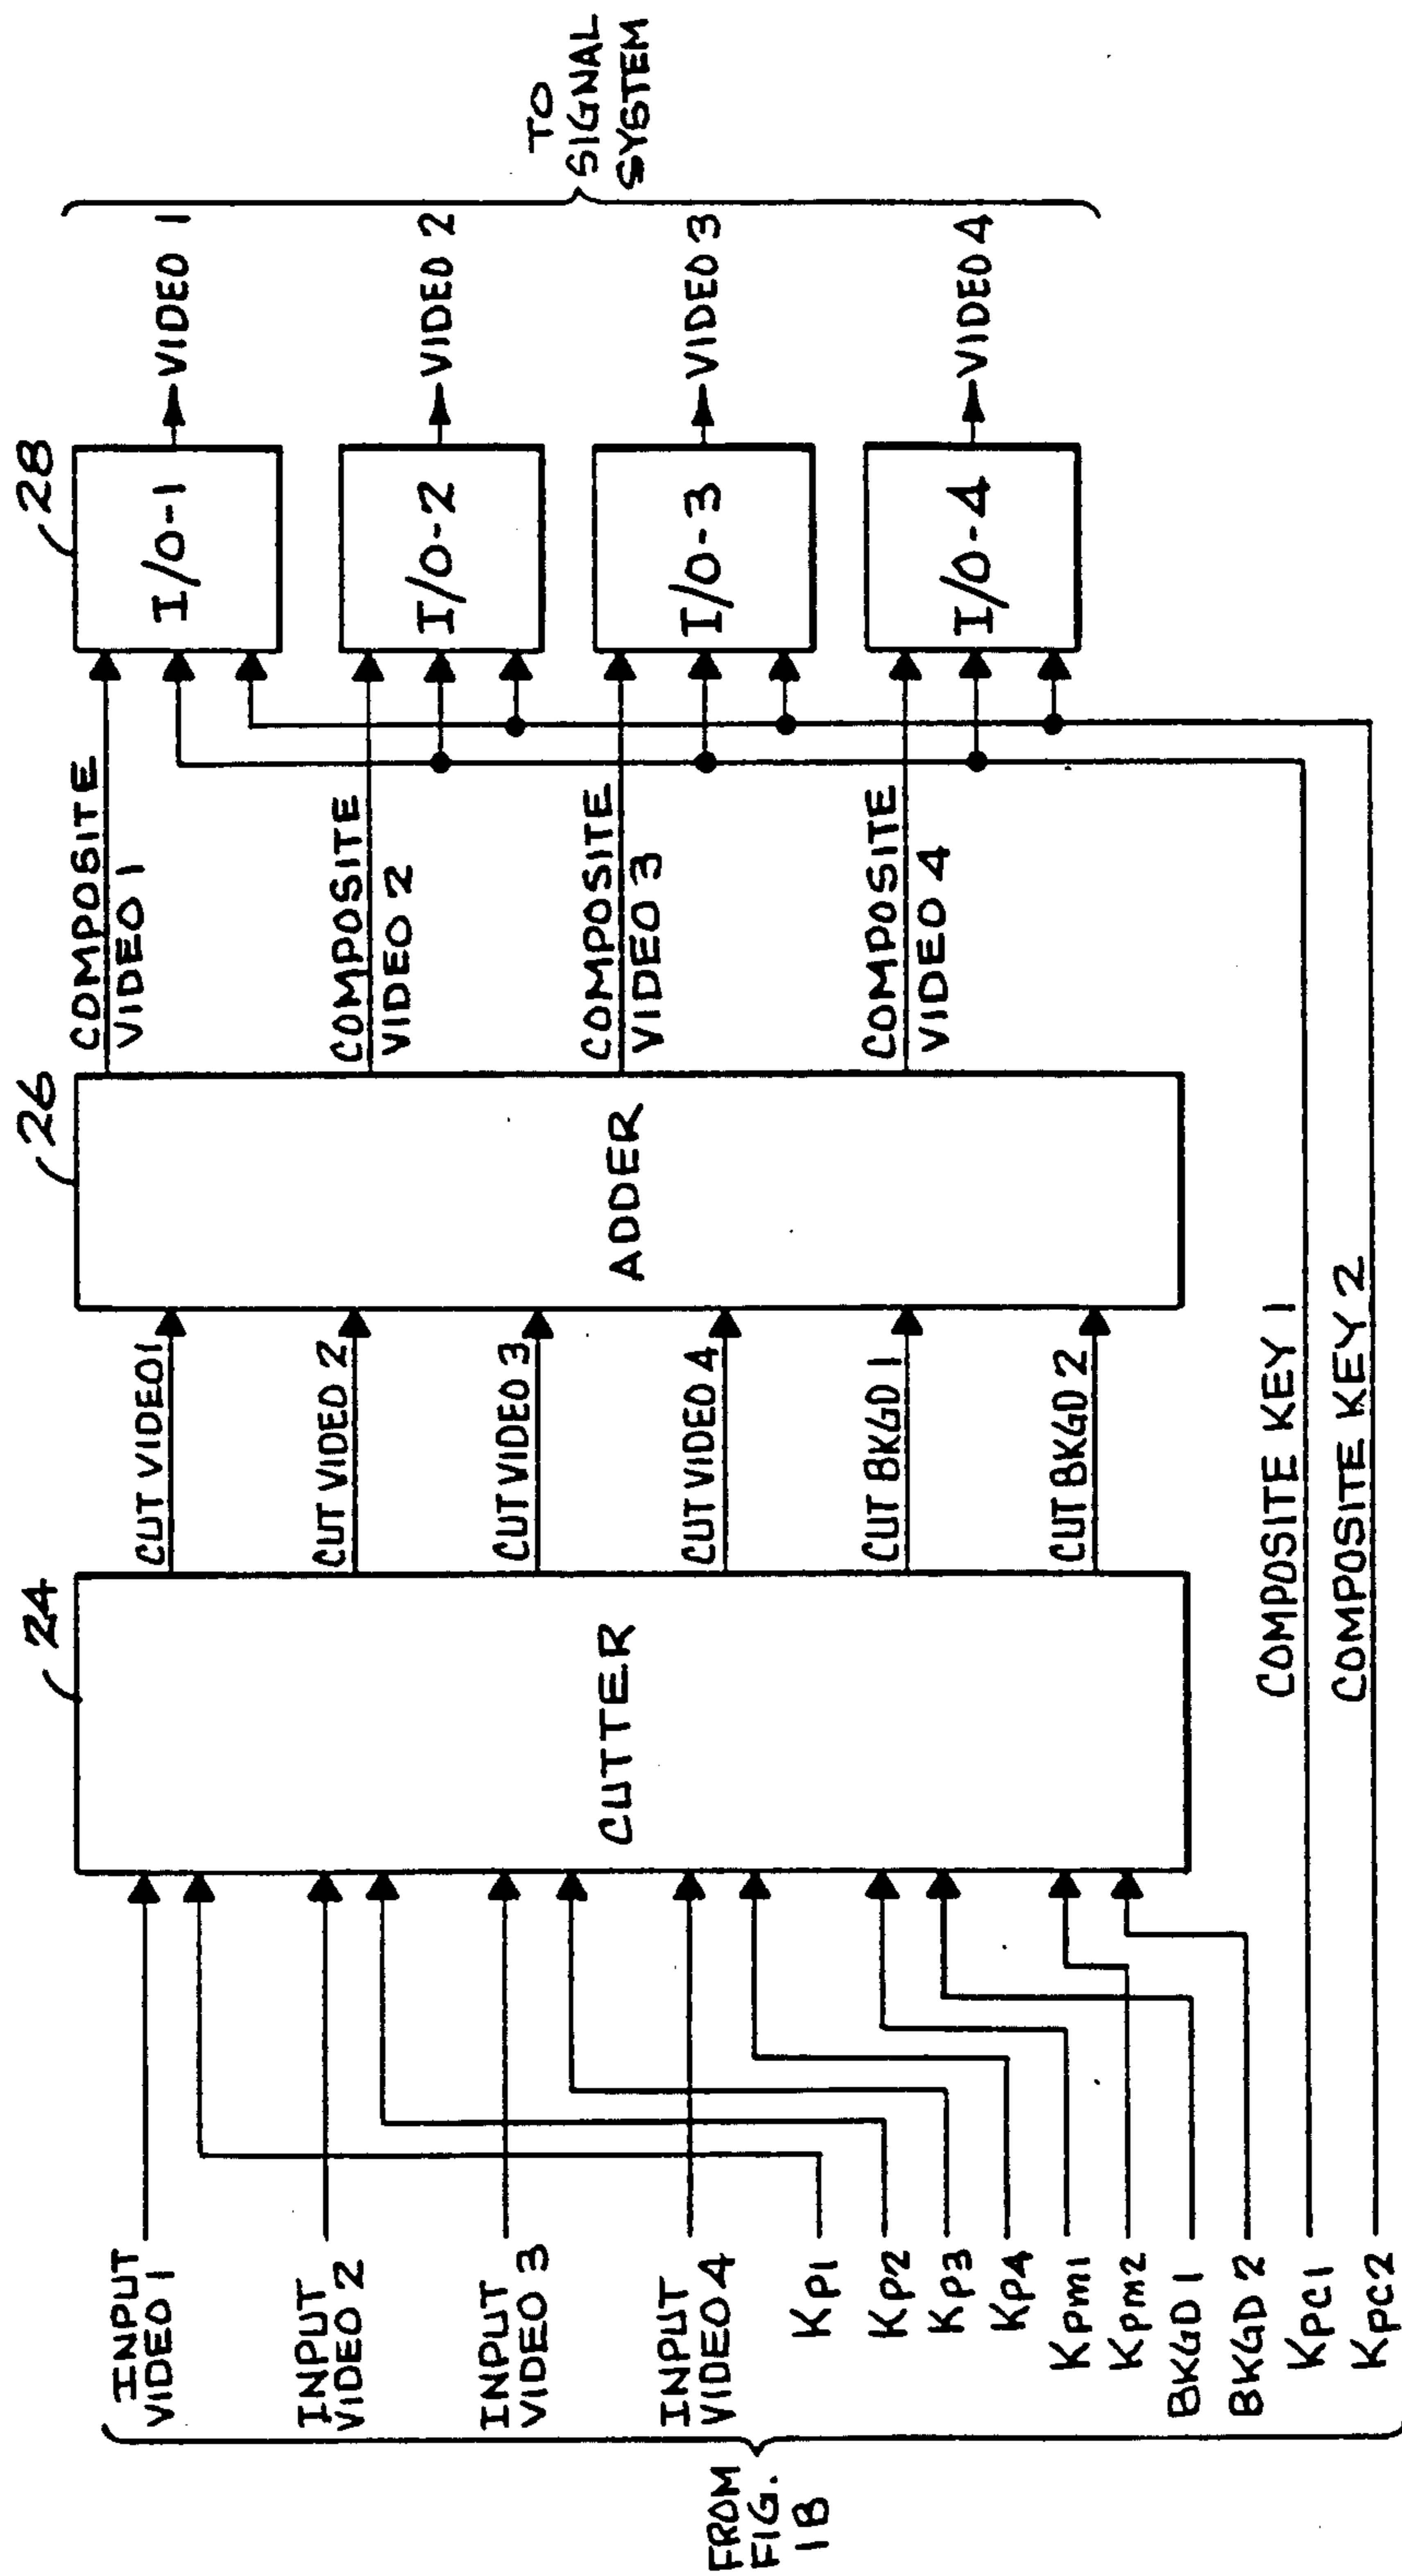 FROM
FIG.
1B
INPUT
VIDEO 1
INPUT
VIDEO 2
INPUT
VIDEO 3
INPUT
VIDEO 4
KP1
KP2
KP3
KP4
KPM1
KPM2
BKGD 1
BKGD 2
KPC1
KPC2
24
CUTTER
CUT VIDEO 1
CUT VIDEO 2
CUT VIDEO 3
CUT VIDEO 4
CUT BKGD 1
CUT BKGD 2
COMPOSITE KEY 1
COMPOSITE KEY 2
26
ADDER
COMPOSITE
VIDEO 1
COMPOSITE
VIDEO 2
COMPOSITE
VIDEO 3
COMPOSITE
VIDEO 4
28
I/O-1
I/O-2
I/O-3
I/O-4
VIDEO 1
VIDEO 2
VIDEO 3
VIDEO 4
TO
SIGNAL
SYSTEM